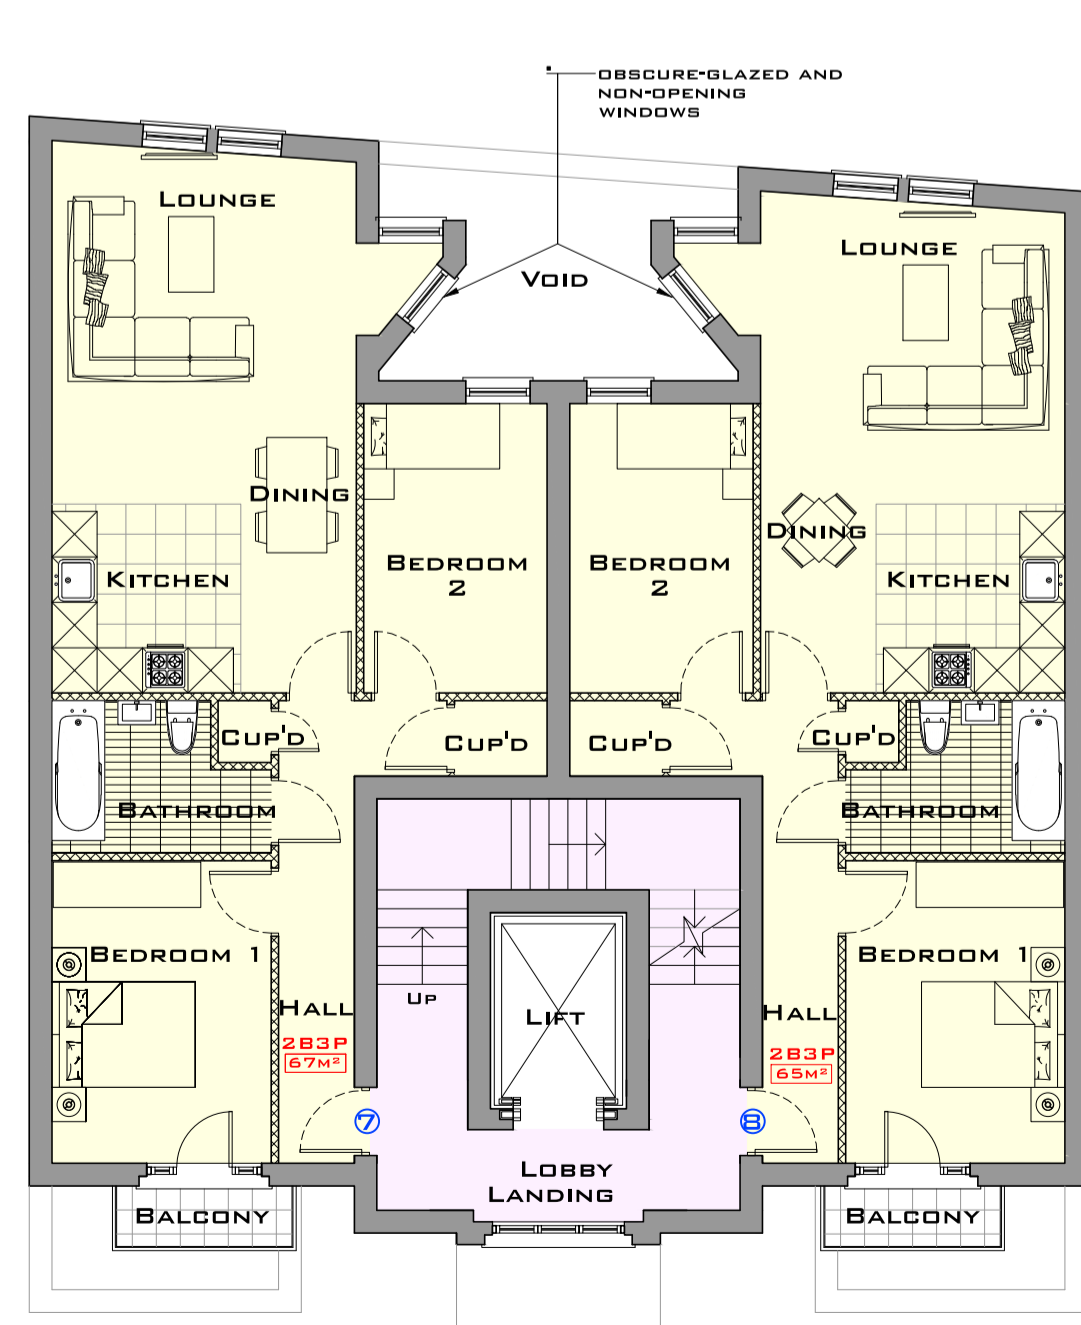 OBSCURE-GLAZED AND
NON-OPENING
WINDOWS
LOUNGE
LOUNGE
VOID
DINING
DINING
KITCHEN
BEDROOM
2
BEDROOM
2
KITCHEN
CUP'D
CUP'D
CUP'D
CUP'D
BATHROOM
BATHROOM
BEDROOM 1
BEDROOM 1
UP
HALL
LIFT
HALL
2B3P
67M²
2B3P
65M²
7
8
LOBBY
LANDING
BALCONY
BALCONY